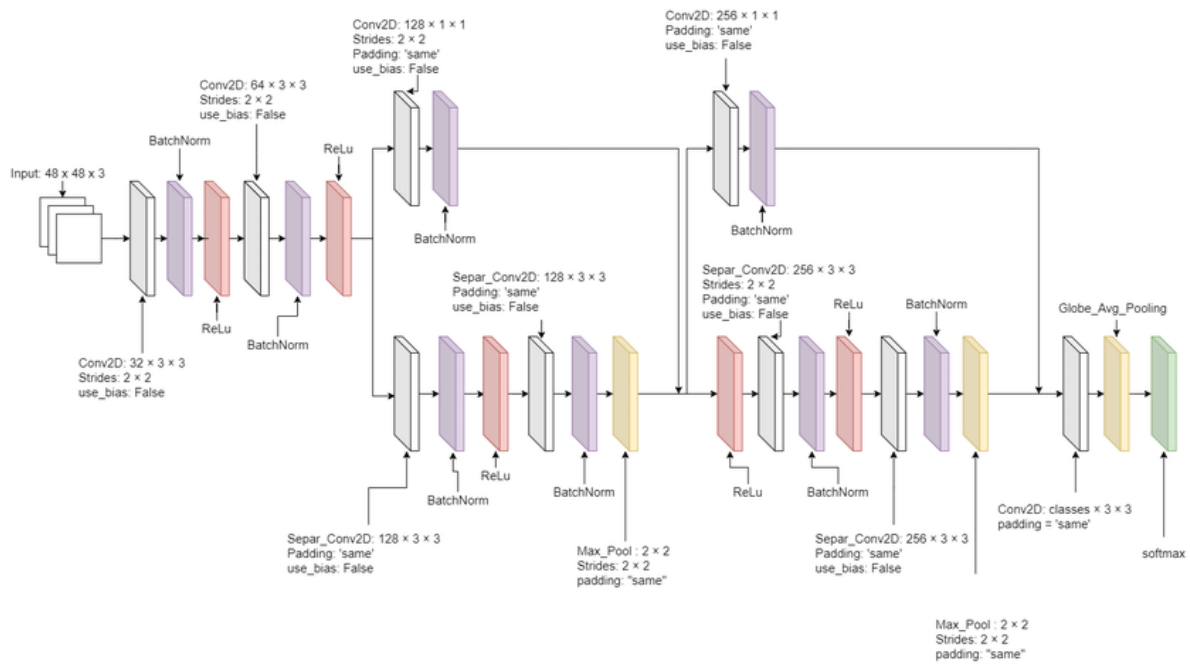 Conv2D: 128 × 1 × 1
Strides: 2 × 2
Padding: 'same'
use_bias: False
Conv2D: 256 × 1 × 1
Padding: 'same'
use_bias: False
Conv2D: 64 × 3 × 3
Strides: 2 × 2
use_bias: False
BatchNorm
ReLu
Input: 48 x 48 x 3
BatchNorm
BatchNorm
Separ_Conv2D: 128 × 3 × 3
Padding: 'same'
use_bias: False
Separ_Conv2D: 256 × 3 × 3
Strides: 2 × 2
Padding: 'same'
use_bias: False
ReLu
BatchNorm
Globe_Avg_Pooling
ReLu
BatchNorm
Conv2D: 32 × 3 × 3
Strides: 2 × 2
use_bias: False
ReLu
BatchNorm
BatchNorm
ReLu
BatchNorm
Conv2D: classes × 3 × 3
padding = 'same'
Separ_Conv2D: 128 × 3 × 3
Padding: 'same'
use_bias: False
Max_Pool : 2 × 2
Strides: 2 × 2
padding: "same"
Separ_Conv2D: 256 × 3 × 3
Padding: 'same'
use_bias: False
softmax
Max_Pool : 2 × 2
Strides: 2 × 2
padding: "same"